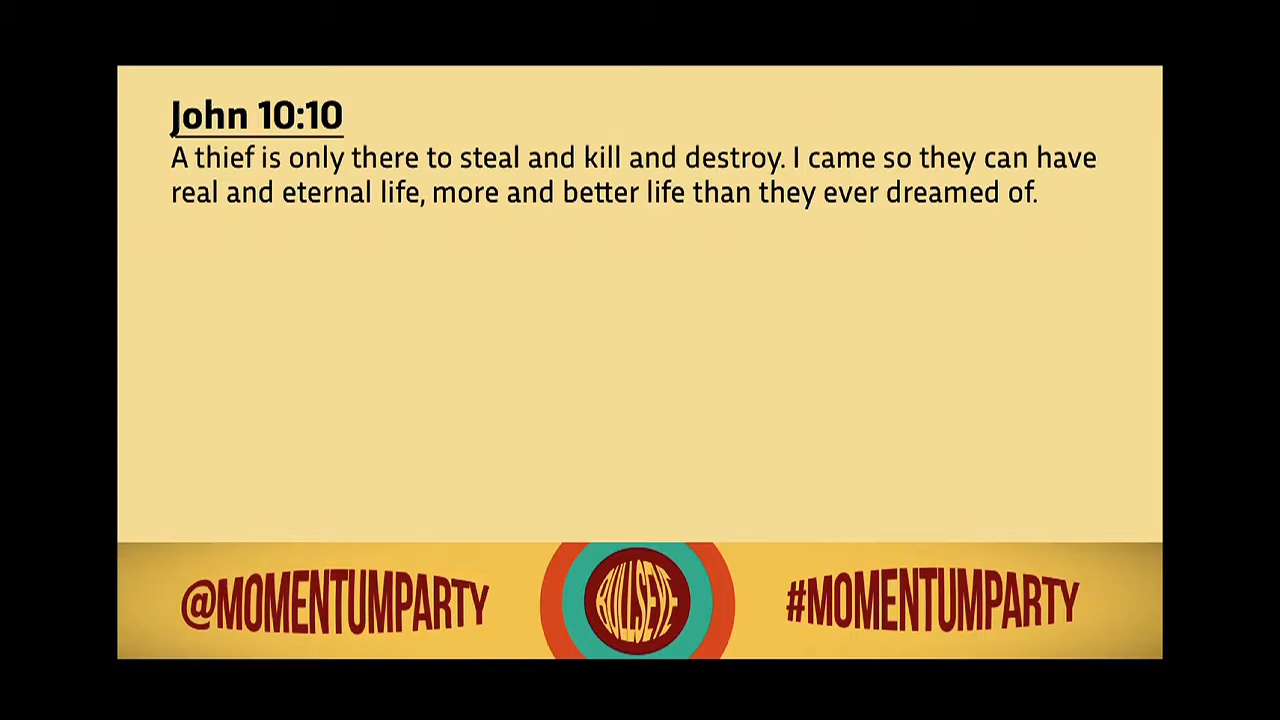 John 10:10
A thief is only there to steal and kill and destroy. I came so they can have
real and eternal life, more and better life than they ever dreamed of.
@MOMENTUMPARTY
BULLSEYE
#MOMENTUMPARTY